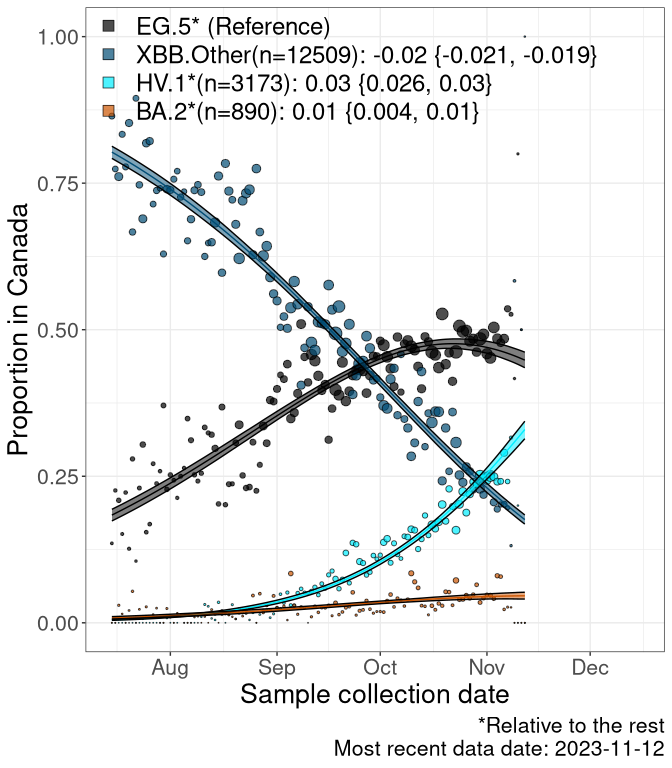 EG.5* (Reference)
XBB.Other(n=12509): -0.02 {-0.021, -0.019}
HV.1*(n=3173): 0.03 {0.026, 0.03}
BA.2*(n=890): 0.01 {0.004, 0.01}
1.00
0.75
0.50
0.25
0.00
Proportion in Canada
Aug Sep Oct Nov Dec
Sample collection date
*Relative to the rest
Most recent data date: 2023-11-12